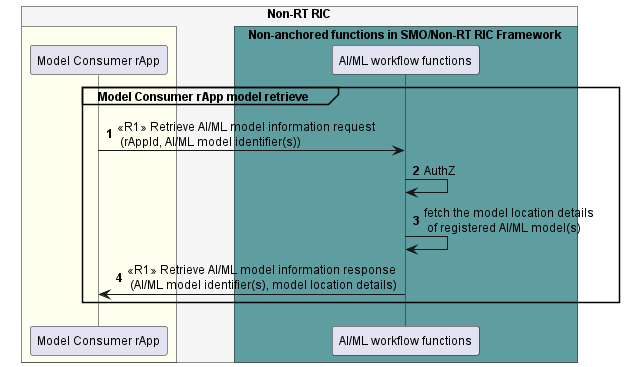 Non-RT RIC
Non-anchored functions in SMO/Non-RT RIC Framework
Model Consumer rApp
AI/ML workflow functions
Model Consumer rApp model retrieve
1 «R1» Retrieve AI/ML model information request
(rAppId, AI/ML model identifier(s))
2 AuthZ
3 fetch the model location details
of registered AI/ML model(s)
4 «R1» Retrieve AI/ML model information response
(AI/ML model identifier(s), model location details)
Model Consumer rApp
AI/ML workflow functions